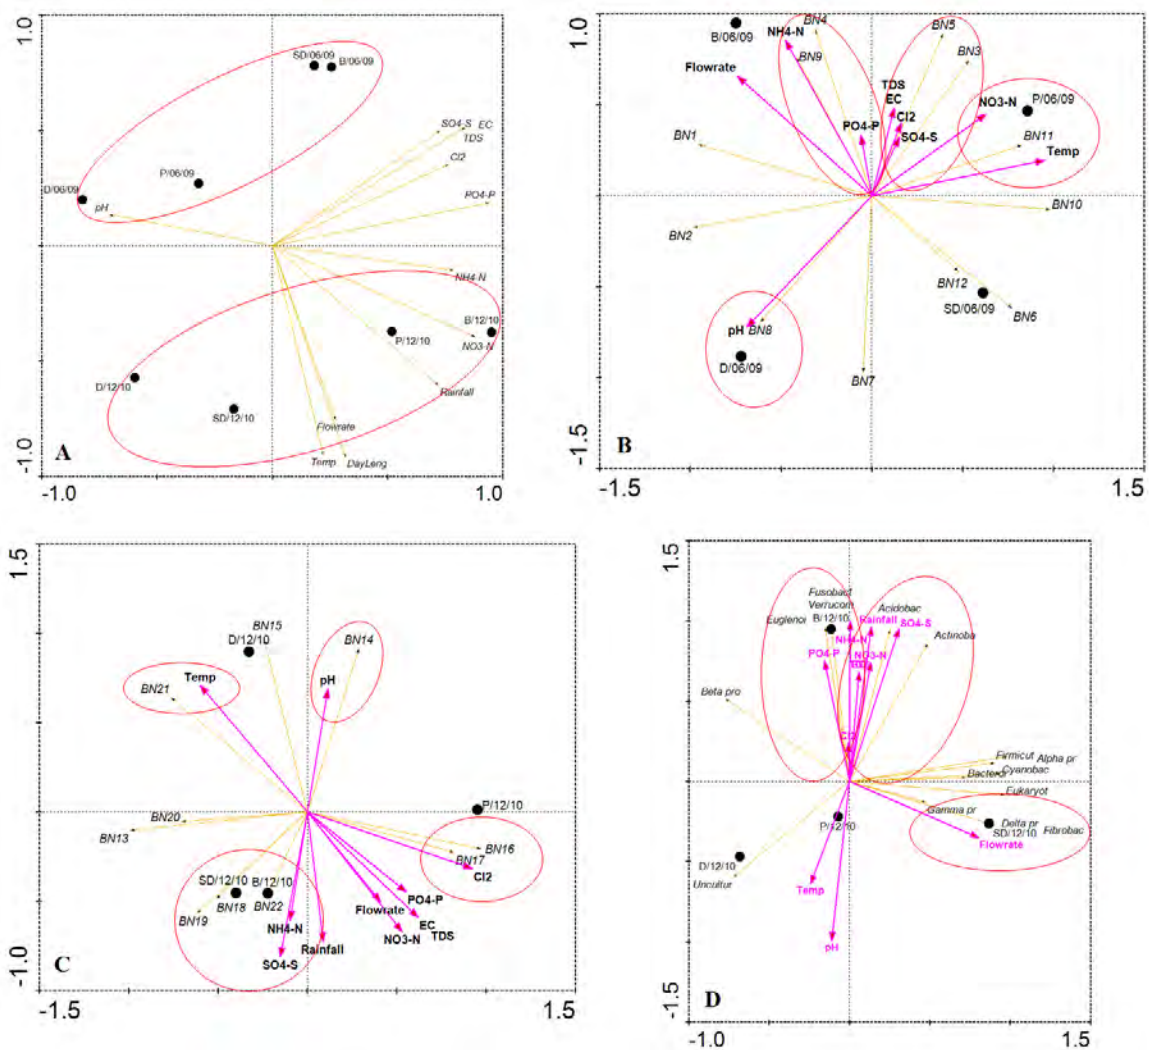 1.0
SD/06/09
B/06/09
SO4-S
EC
TDS
Cl2
P/06/09
D/06/09
pH
PO4-P
NH4-N
B/12/10
P/12/10
NO3-N
D/12/10
Rainfall
SD/12/10
Flowrate
A
Temp
DayLeng
-1.0
-1.0
1.0
1.0
B/06/09
BN4
NH4-N
BN5
BN9
BN3
Flowrate
TDS
EC
NO3-N
P/06/09
Cl2
PO4-P
SO4-S
BN11
BN1
Temp
BN10
BN2
BN12
SD/06/09
BN6
pH
BN8
D/06/09
BN7
B
-1.5
-1.5
1.5
1.5
BN15
D/12/10
BN14
Temp
pH
BN21
P/12/10
BN20
BN13
BN16
BN17
Cl2
SD/12/10
B/12/10
BN18
BN22
BN19
PO4-P
Flowrate
EC
NH4-N
TDS
NO3-N
Rainfall
SO4-S
C
-1.0
-1.5
1.5
1.5
Fusobact
Verrucom
Acidobac
Euglenoi
B/12/10
Rainfall
SO4-S
NH4-N
Actinoba
PO4-P
NO3-N
Beta pro
Cl2
Firmicut
Alpha pr
Bacteroi
Cyanobac
Eukaryot
Gamma pr
Delta pr
P/12/10
SD/12/10
Fibrobac
Flowrate
D/12/10
Uncultur
Temp
pH
D
-1.5
-1.0
1.5